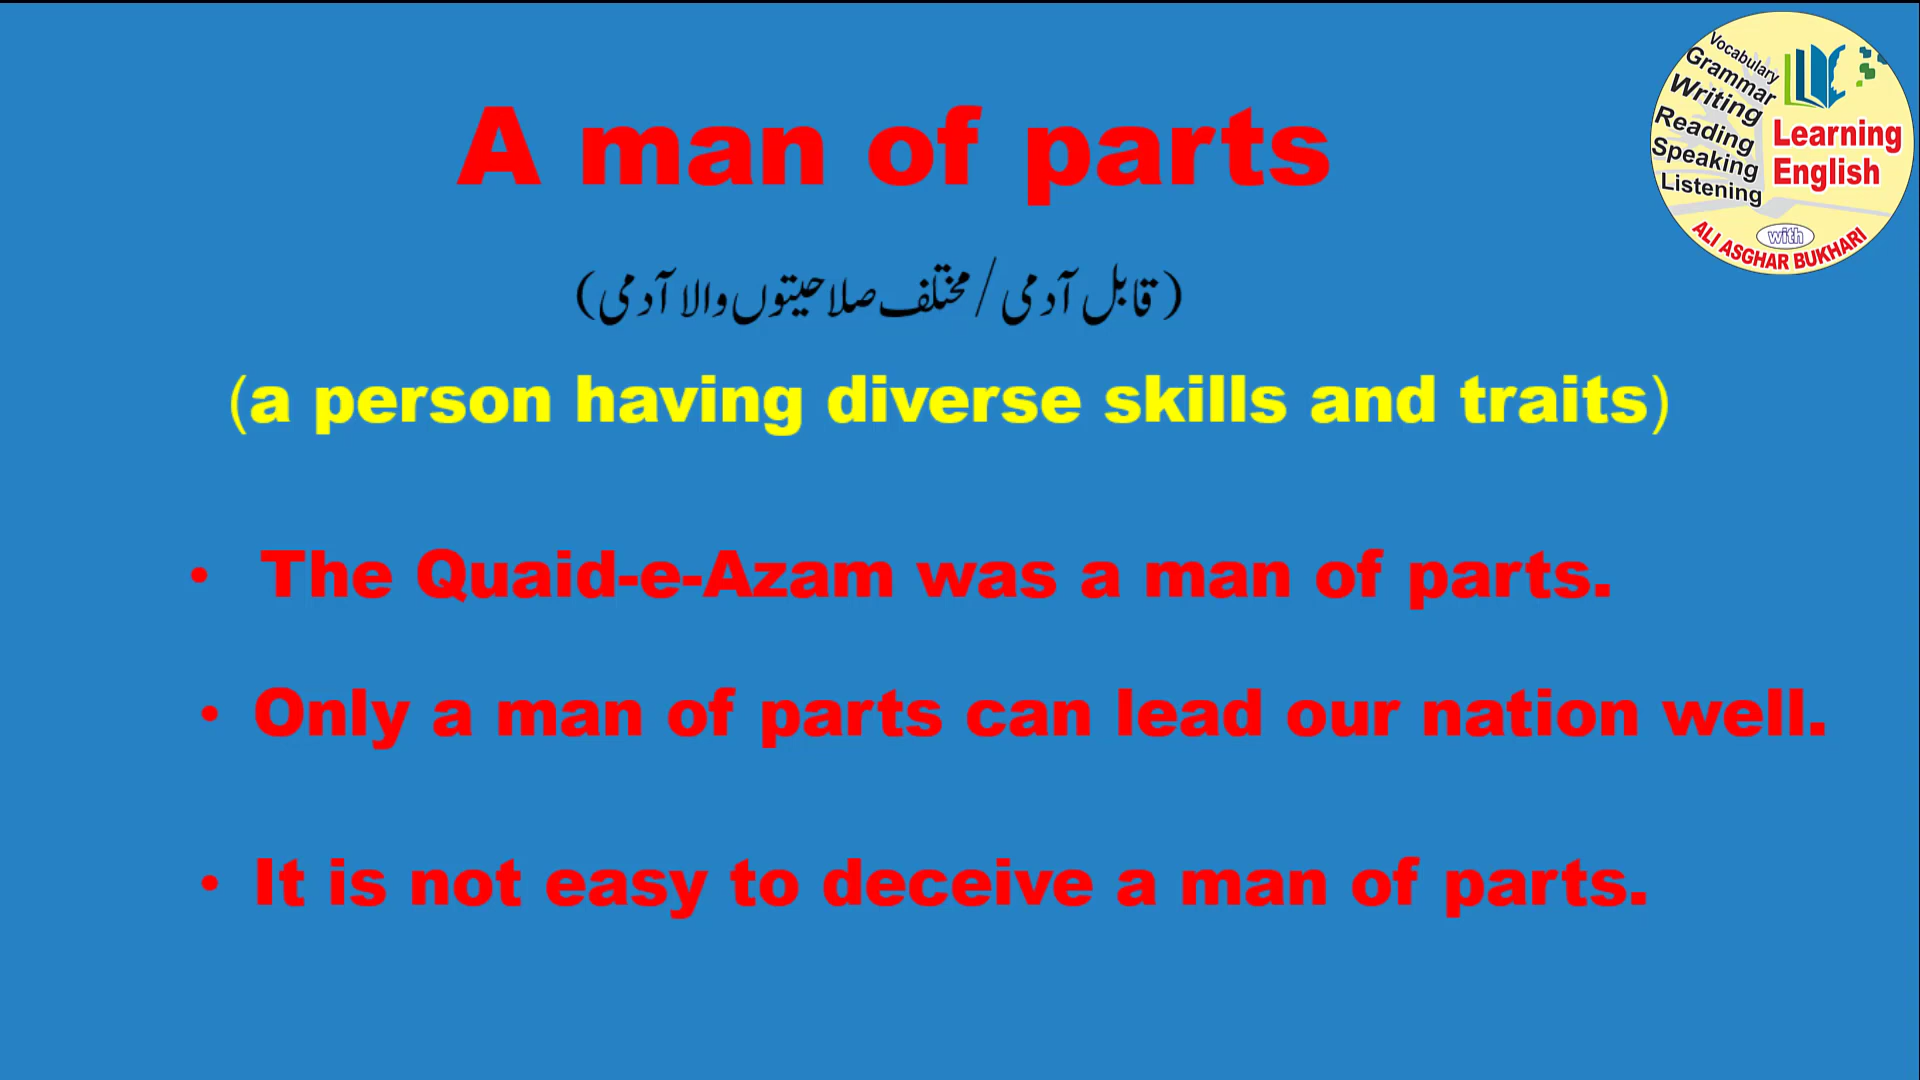 A man of parts
(قابل آدمی / مختلف صلاحیتوں والا آدمی)
(a person having diverse skills and traits)
• The Quaid-e-Azam was a man of parts.
• Only a man of parts can lead our nation well.
• It is not easy to deceive a man of parts.
Vocabulary
Grammar
Writing
Reading
Speaking
Listening
Learning
English
with
ALI ASGHAR BUKHARI